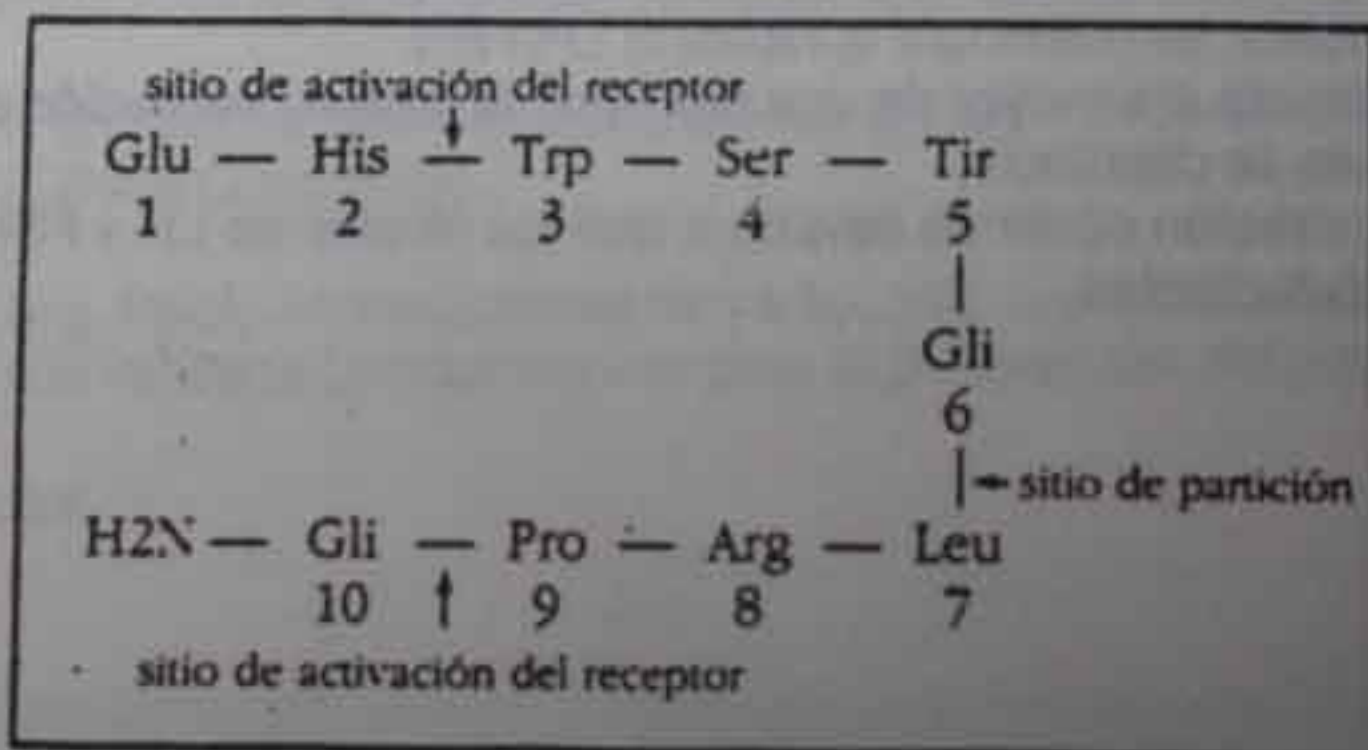 sitio de activación del receptor
Glu — His — Trp — Ser — Tir
1 2 3 4 5
Gli
6
sitio de partición
H2N — Gli — Pro — Arg — Leu
10 9 8 7
sitio de activación del receptor